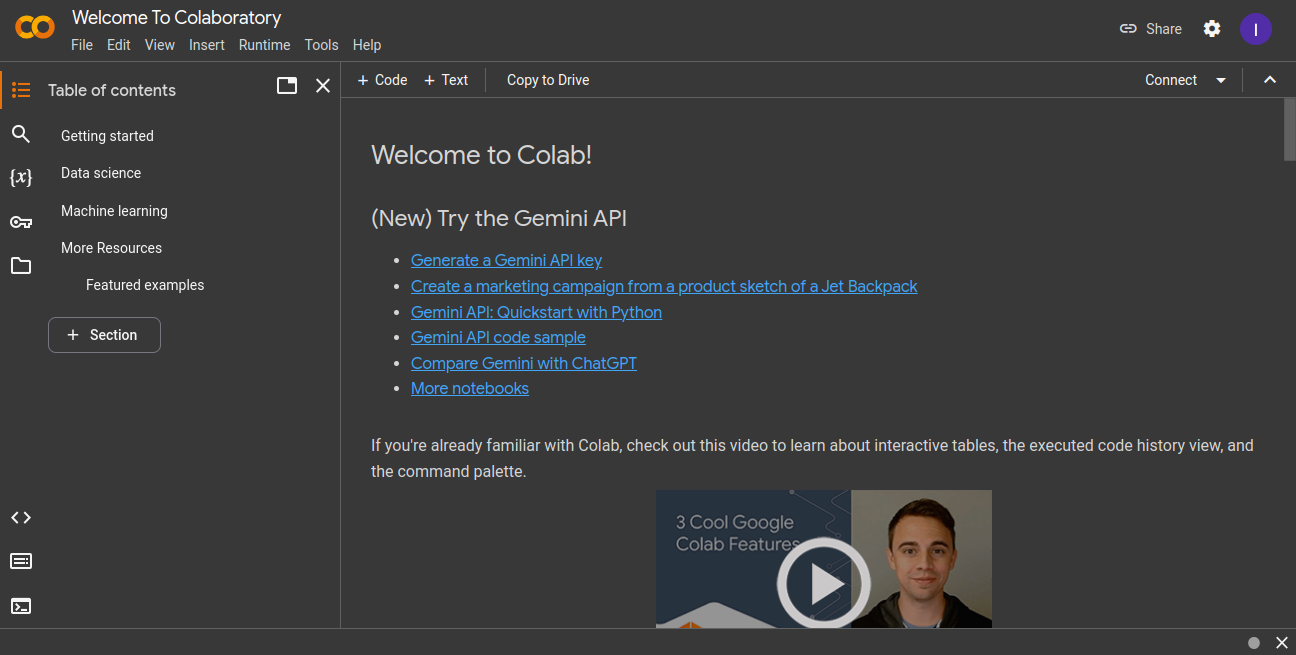 Welcome To Colaboratory
File Edit View Insert Runtime Tools Help
Share
I
Table of contents
Getting started
Data science
Machine learning
More Resources
Featured examples
+ Section
{x}
+ Code + Text Copy to Drive
Connect
Welcome to Colab!
(New) Try the Gemini API
• Generate a Gemini API key
• Create a marketing campaign from a product sketch of a Jet Backpack
• Gemini API: Quickstart with Python
• Gemini API code sample
• Compare Gemini with ChatGPT
• More notebooks
If you're already familiar with Colab, check out this video to learn about interactive tables, the executed code history view, and
the command palette.
3 Cool Google
Colab Features